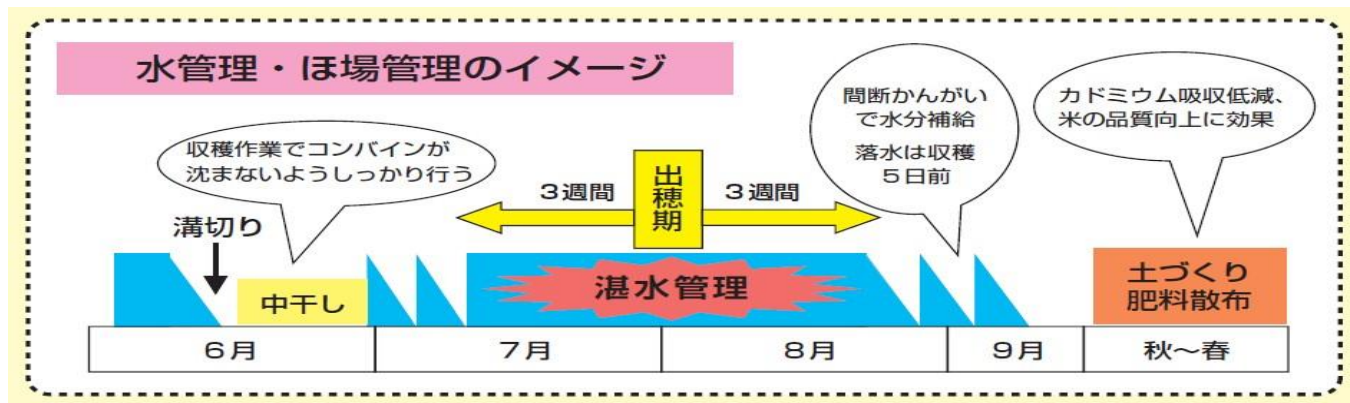 水管理・ほ場管理のイメージ
収穫作業でコンバインが
沈まないようしっかり行う
溝切り
中干し
3週間
出穂期
3週間
湛水管理
間断かんがい
で水分補給
落水は収穫
5日前
カドミウム吸収低減、
米の品質向上に効果
土づくり
肥料散布
6月
7月
8月
9月
秋〜春